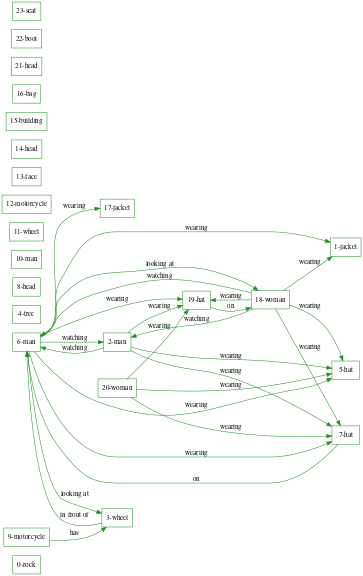 23-seat
22-boot
21-head
16-bag
15-building
14-head
13-face
12-motorcycle
wearing
17-jacket
11-wheel
wearing
1-jacket
10-man
looking at
wearing
8-head
watching
wearing
wearing
19-hat
wearing
18-woman
wearing
4-tree
on
watching
wearing
6-man
watching
2-man
wearing
watching
wearing
5-hat
wearing
20-woman
wearing
wearing
wearing
7-hat
wearing
on
looking at
in front of
3-wheel
9-motorcycle
has
0-rock